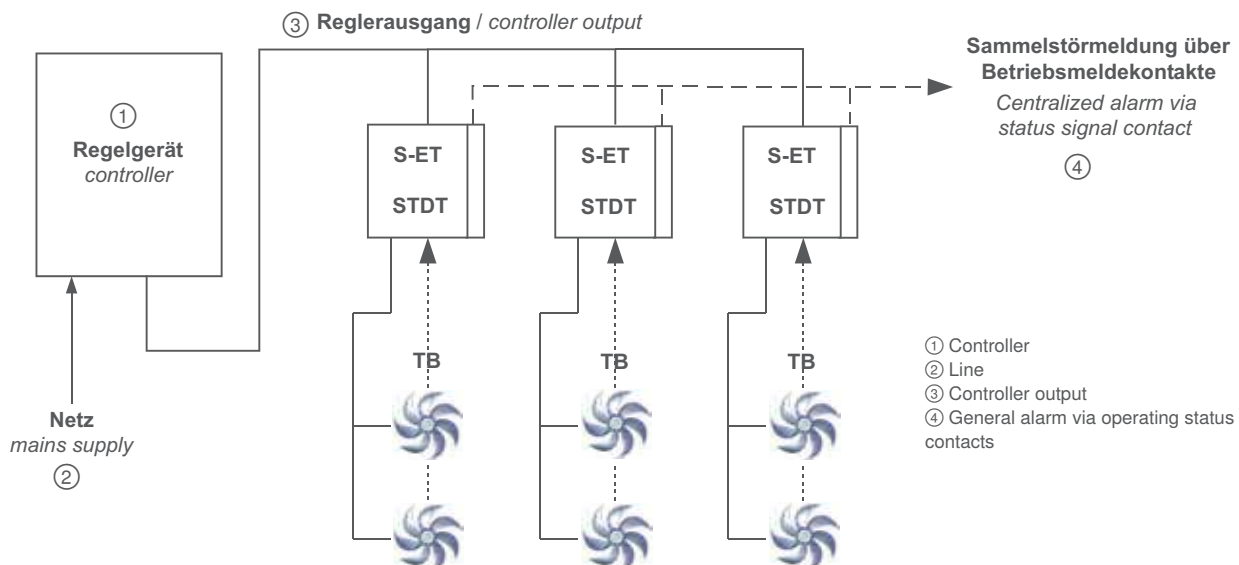 ③ Reglerausgang / controller output
① 
Regelgerät
controller
Sammelstörmeldung über
Betriebsmeldekontakte
Centralized alarm via
status signal contact
④
S-ET
STDT
S-ET
STDT
S-ET
STDT
TB
TB
TB
Netz
mains supply
②
① Controller
② Line
③ Controller output
④ General alarm via operating status
contacts